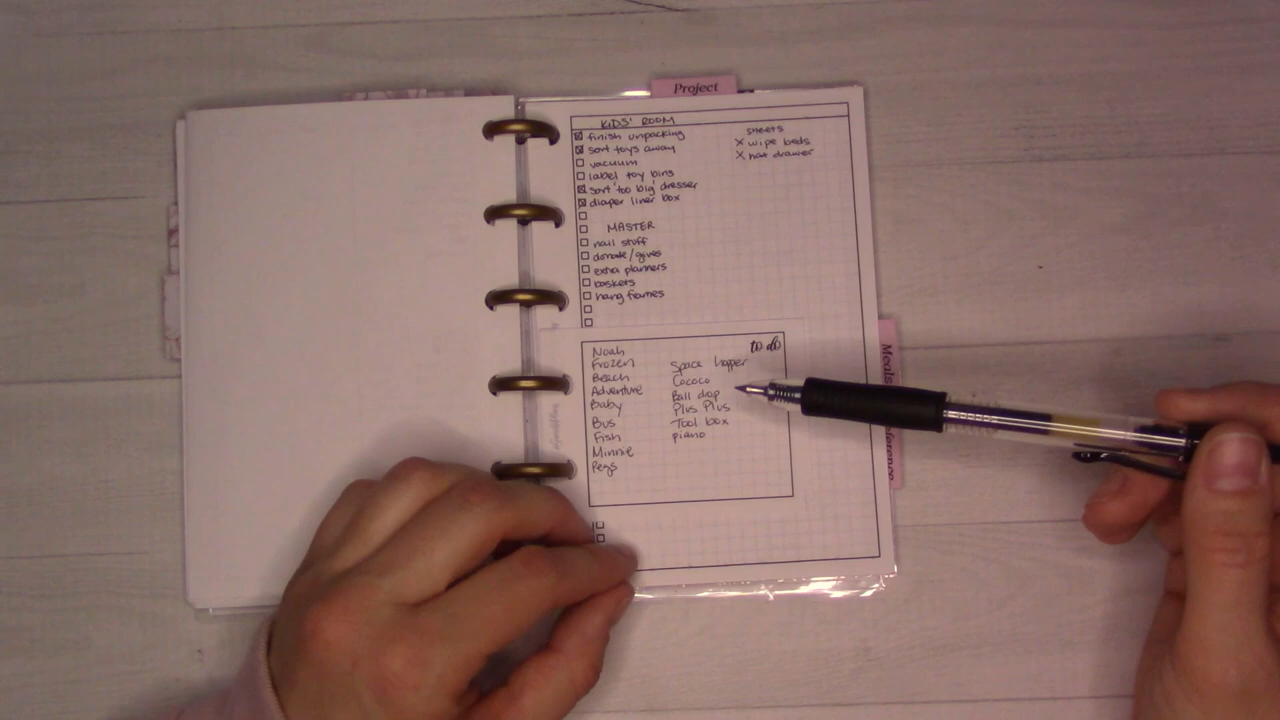 Project
KIDS' ROOM
finish unpacking
sort toys away
vacuum
label toy bins
sort 'too big' dresser
diaper liner box
sheets
X wipe beds
X hat drawer
MASTER
nail stuff
donate/gives
extra planners
baskets
hang frames
to do
Noah
Frozen
Beach
Adventure
Baby
Bus
Fish
Minnie
Pegs
Space hopper
Cococo
Ball drop
Plus Plus
Tool box
piano
Meals